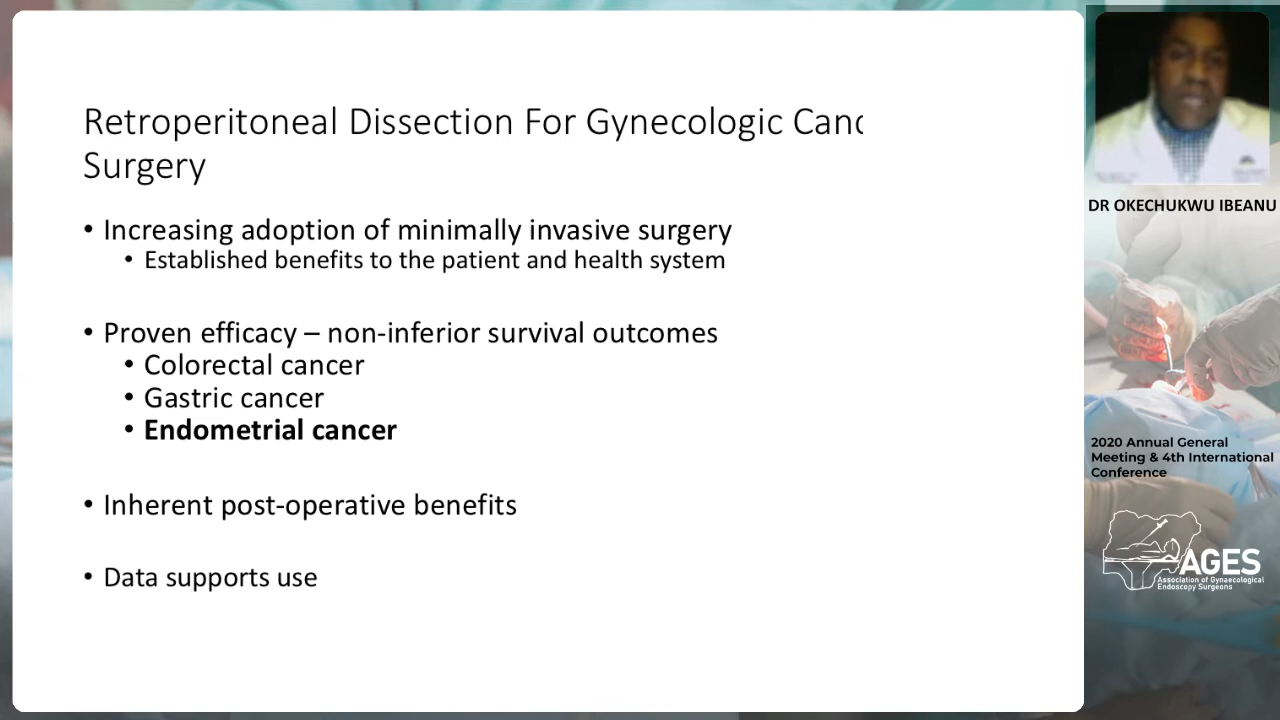 Retroperitoneal Dissection For Gynecologic Canc
Surgery
• Increasing adoption of minimally invasive surgery
• Established benefits to the patient and health system
• Proven efficacy – non-inferior survival outcomes
• Colorectal cancer
• Gastric cancer
• Endometrial cancer
• Inherent post-operative benefits
• Data supports use
DR OKECHUKWU IBEANU
2020 Annual General
Meeting & 4th International
Conference
AGES
Association of Gynaecological
Endoscopy Surgeons